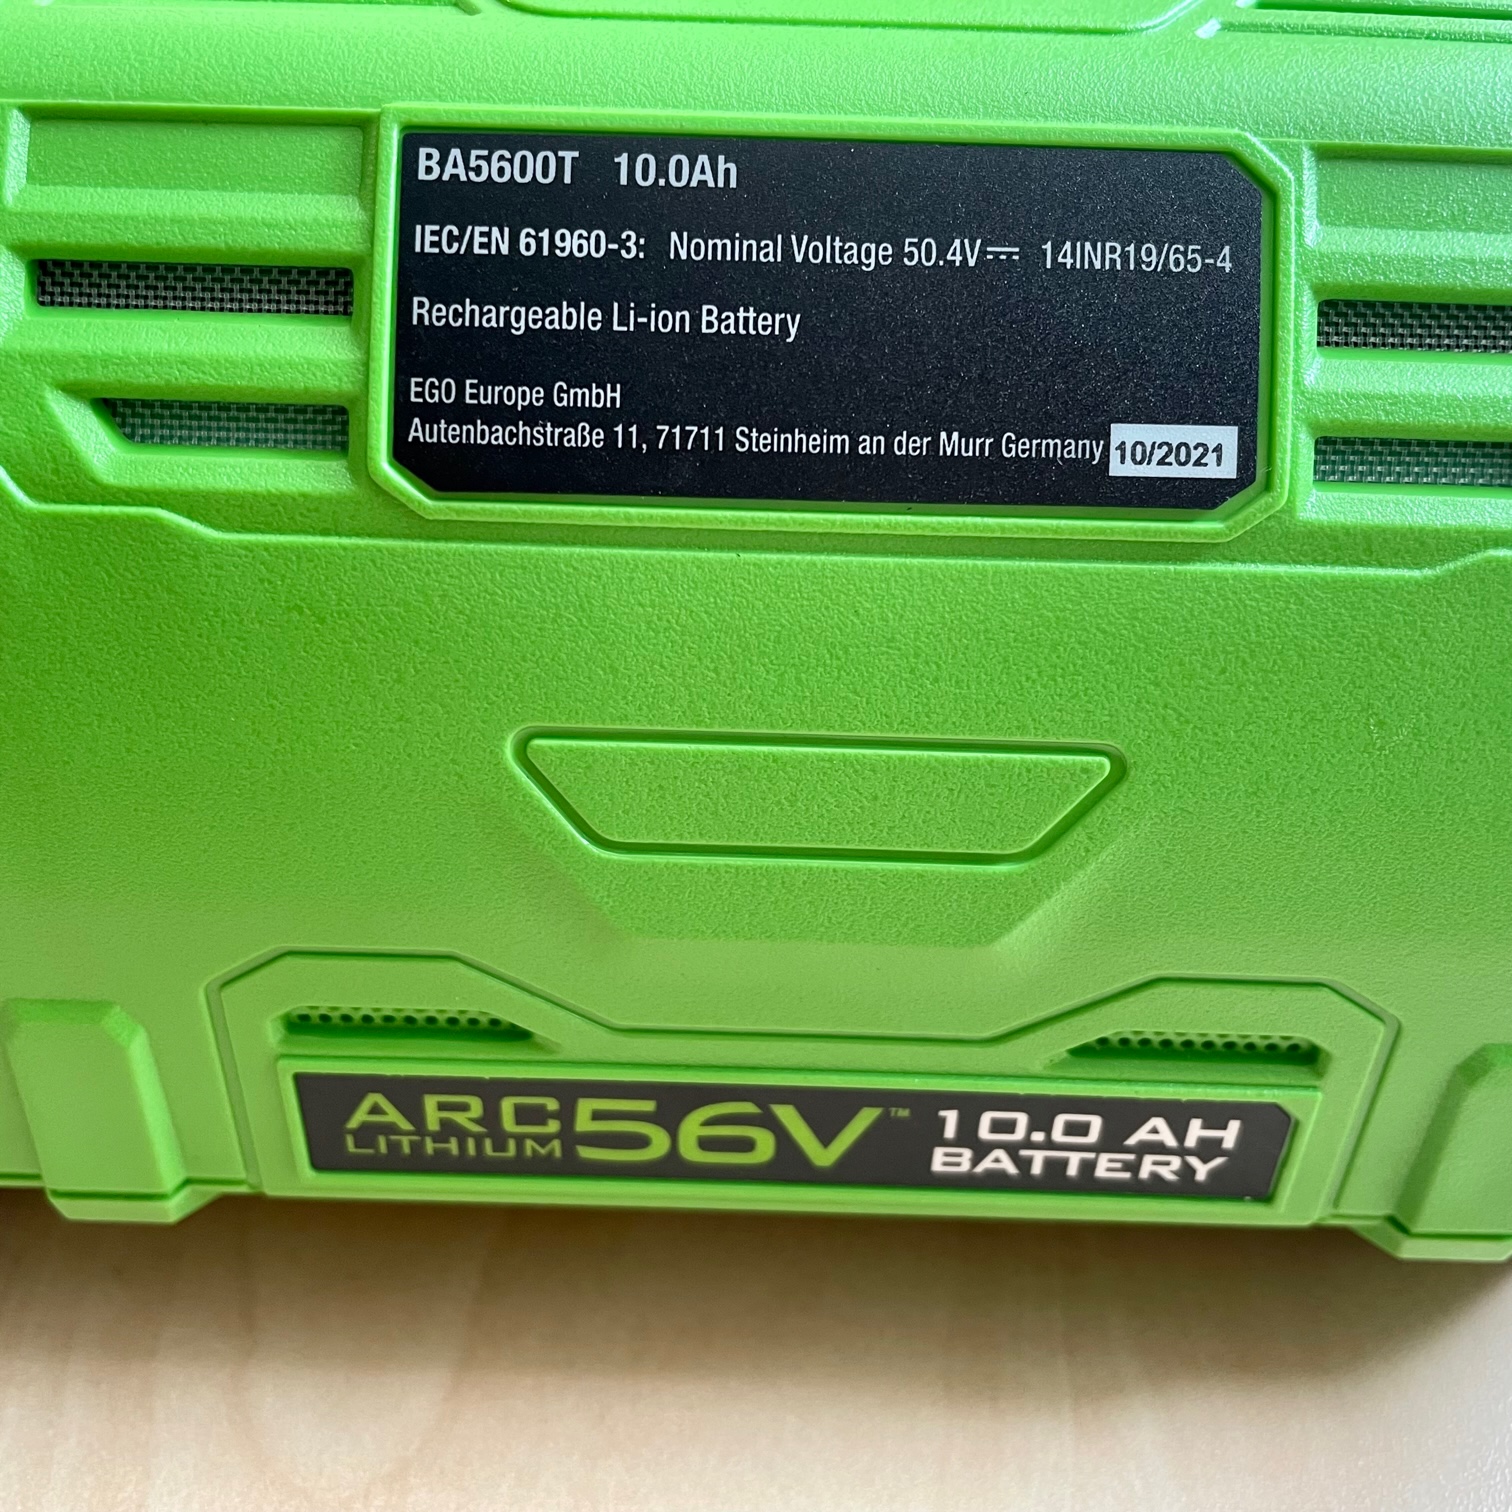 BA5600T 10.0Ah
IEC/EN 61960-3: Nominal Voltage 50.4V⎓ 14INR19/65-4
Rechargeable Li-ion Battery
EGO Europe GmbH
Autenbachstraße 11, 71711 Steinheim an der Murr Germany 10/2021
ARC LITHIUM 56V™ 10.0 AH BATTERY